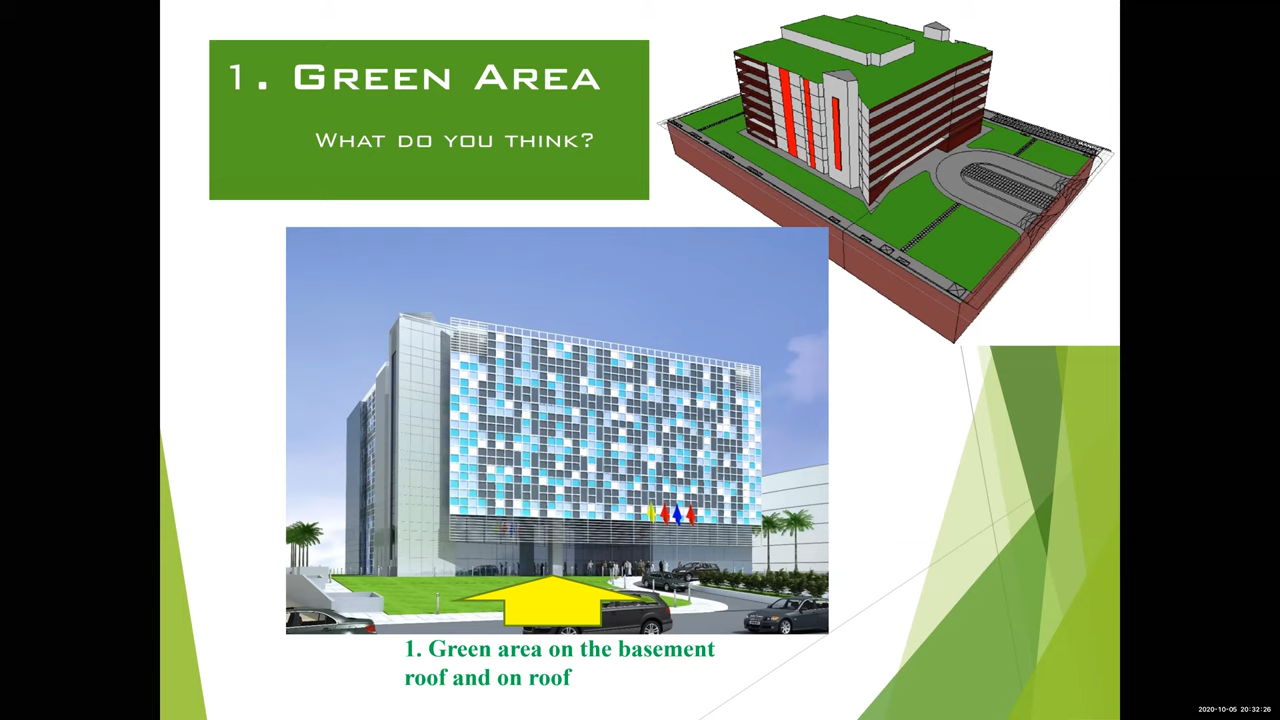 1. Green Area
What do you think?
1. Green area on the basement
roof and on roof
2020-10-05 20:32:26